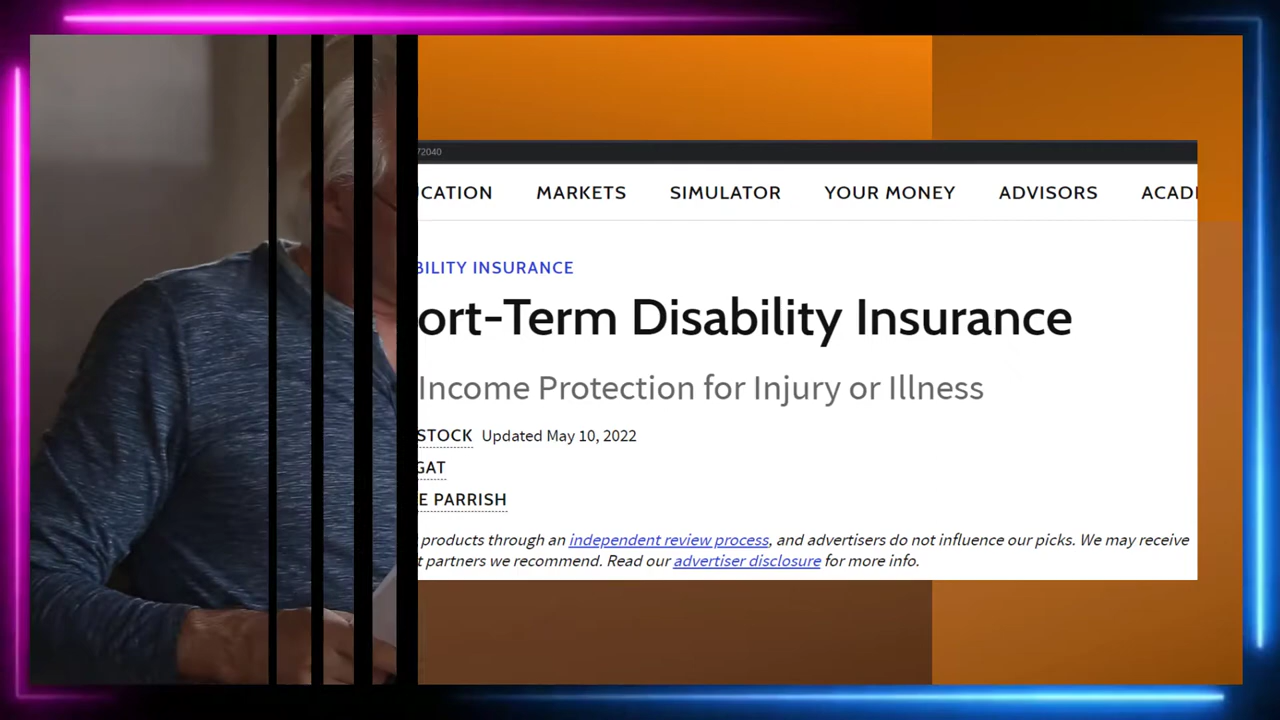 72040
CATION MARKETS SIMULATOR YOUR MONEY ADVISORS ACAD
BILITY INSURANCE
ort-Term Disability Insurance
Income Protection for Injury or Illness
STOCK Updated May 10, 2022
GAT
E PARRISH
products through an independent review process, and advertisers do not influence our picks. We may receive
t partners we recommend. Read our advertiser disclosure for more info.